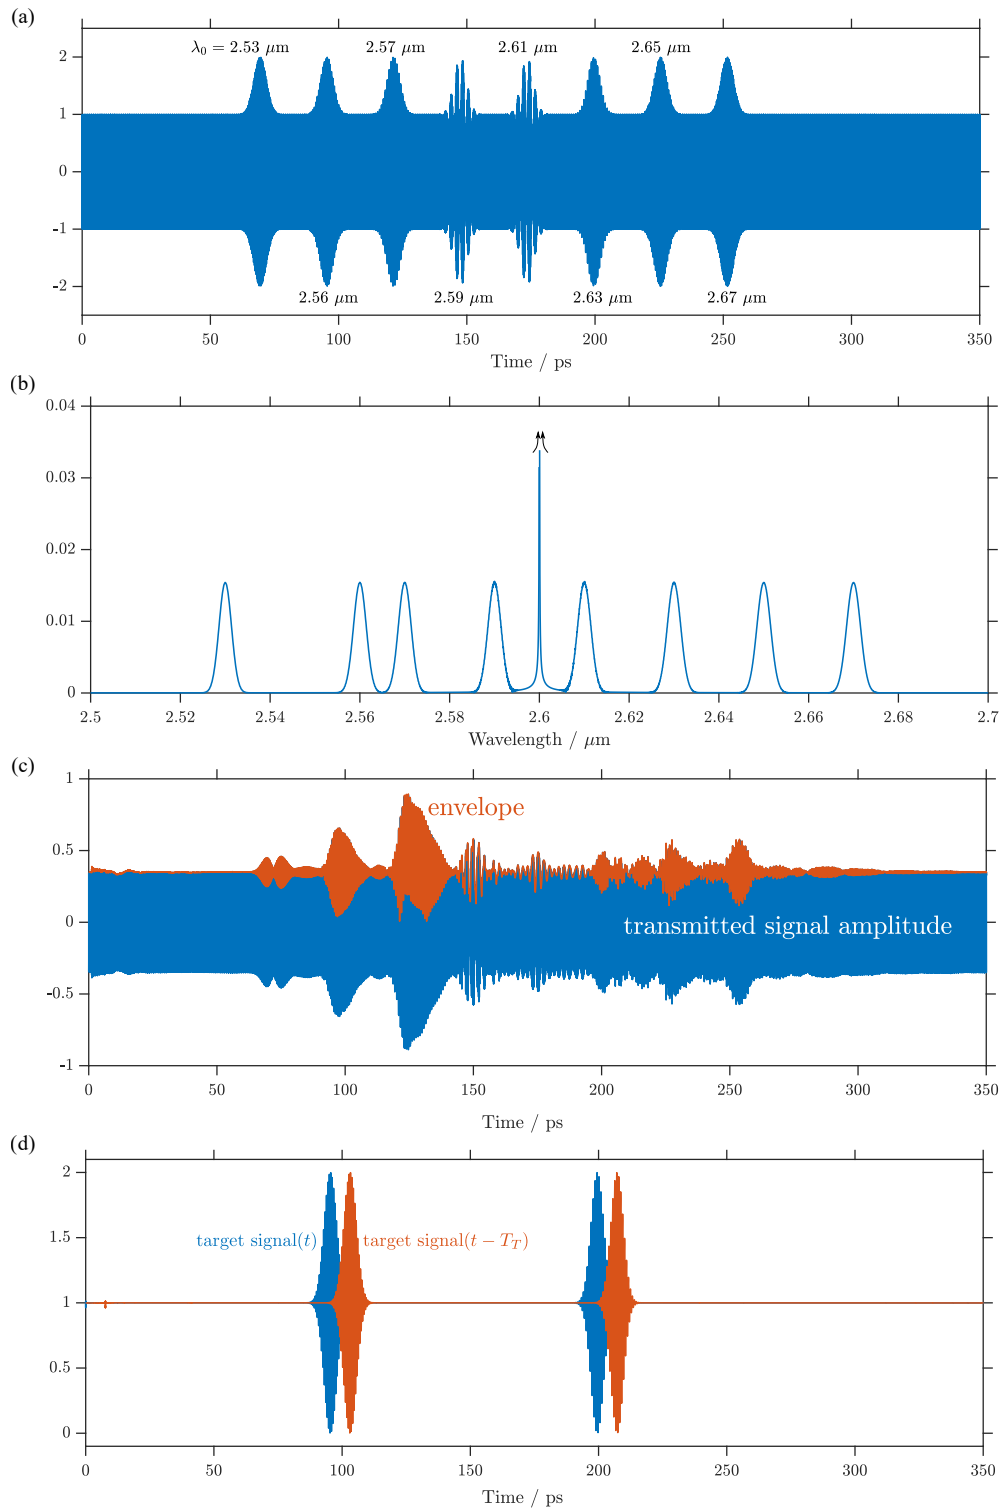 (a)
λ₀ = 2.53 μm 2.57 μm 2.61 μm 2.65 μm
2
1
0
-1
-2
2.56 μm 2.59 μm 2.63 μm 2.67 μm
0 50 100 150 200 250 300 350
Time / ps
(b)
0.04
0.03
0.02
0.01
0
2.5 2.52 2.54 2.56 2.58 2.6 2.62 2.64 2.66 2.68 2.7
Wavelength / μm
(c)
1
envelope
0.5
0
transmitted signal amplitude
-0.5
-1
0 50 100 150 200 250 300 350
Time / ps
(d)
2
1.5
target signal(t) target signal(t − T_T)
1
0.5
0
0 50 100 150 200 250 300 350
Time / ps